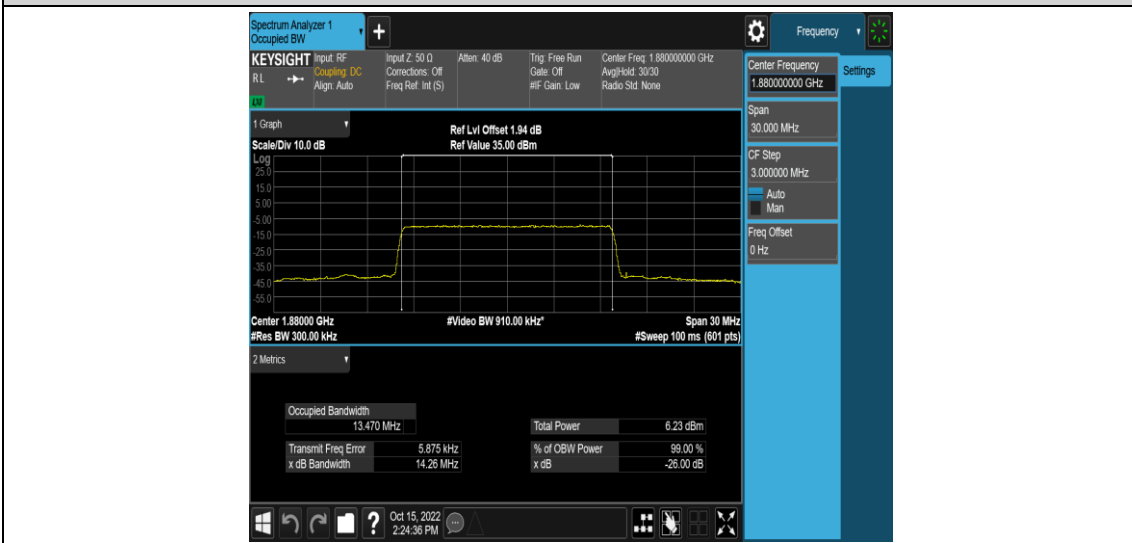 Spectrum Analyzer 1
Occupied BW
+
Frequency
KEYSIGHT
RL
LXI
Input: RF
Coupling: DC
Align: Auto
Input Z: 50 Ω
Corrections: Off
Freq Ref: Int (S)
Atten: 40 dB
Trig: Free Run
Gate: Off
#IF Gain: Low
Center Freq: 1.880000000 GHz
Avg|Hold: 30/30
Radio Std: None
Center Frequency
1.880000000 GHz
Settings
Span
30.000 MHz
CF Step
3.000000 MHz
Auto
Man
Freq Offset
0 Hz
1 Graph
Scale/Div 10.0 dB
Ref Lvl Offset 1.94 dB
Ref Value 35.00 dBm
Log
25.0
15.0
5.00
-5.00
-15.0
-25.0
-35.0
-45.0
-55.0
Center 1.88000 GHz
#Video BW 910.00 kHz*
Span 30 MHz
#Res BW 300.00 kHz
#Sweep 100 ms (601 pts)
2 Metrics
Occupied Bandwidth
13.470 MHz
Total Power 6.23 dBm
Transmit Freq Error 5.875 kHz
% of OBW Power 99.00 %
x dB Bandwidth 14.26 MHz
x dB -26.00 dB
?
Oct 15, 2022
2:24:36 PM